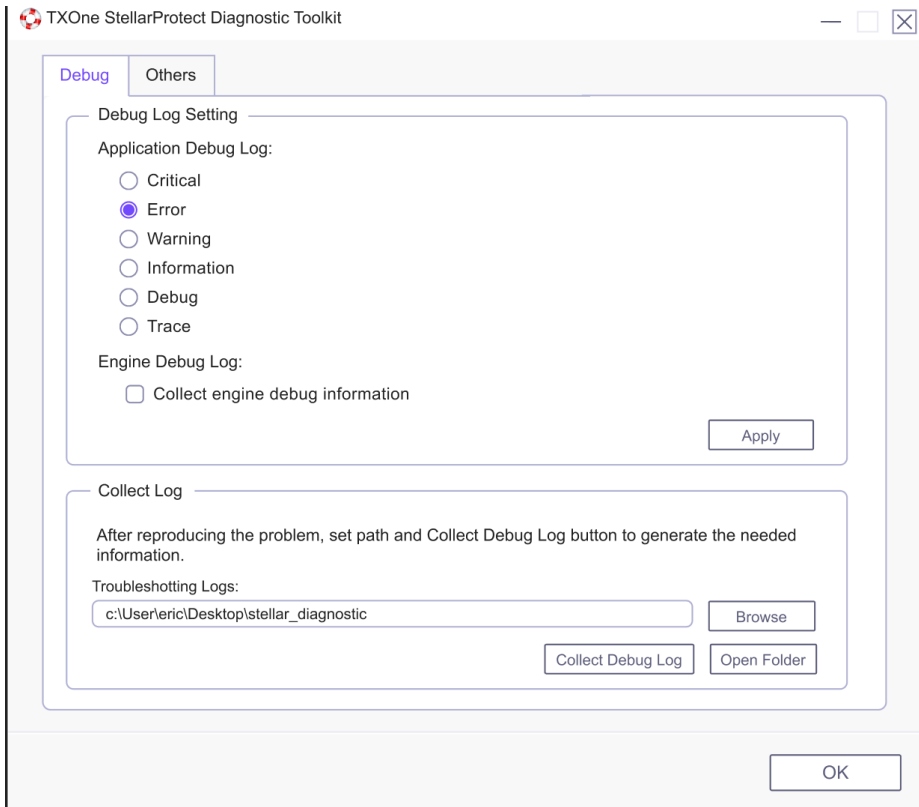 TXOne StellarProtect Diagnostic Toolkit
Debug
Others
Debug Log Setting
Application Debug Log:
Critical
Error
Warning
Information
Debug
Trace
Engine Debug Log:
Collect engine debug information
Apply
Collect Log
After reproducing the problem, set path and Collect Debug Log button to generate the needed
information.
Troubleshotting Logs:
c:\User\eric\Desktop\stellar_diagnostic
Browse
Collect Debug Log
Open Folder
OK